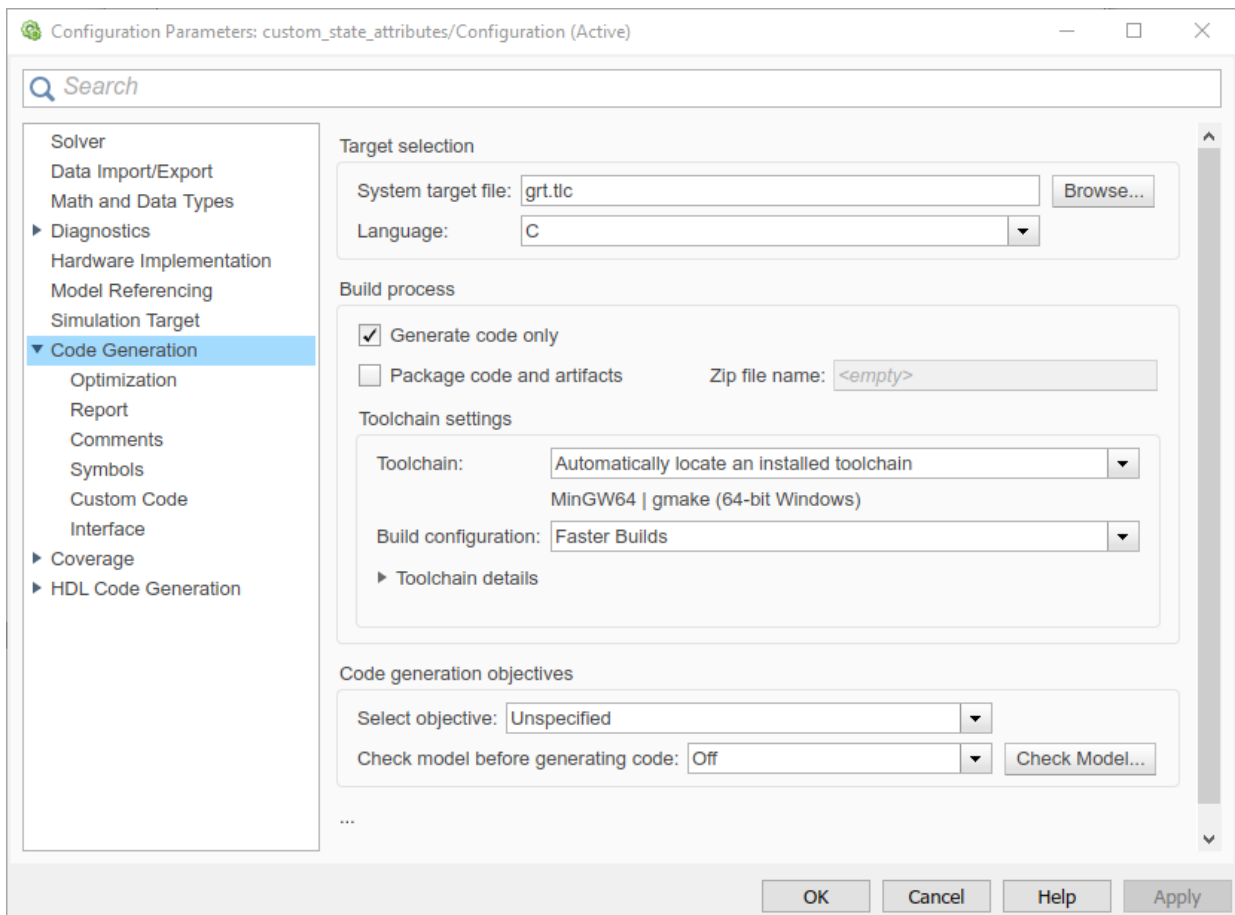 Configuration Parameters: custom_state_attributes/Configuration (Active)
Search
Solver
Data Import/Export
Math and Data Types
Diagnostics
Hardware Implementation
Model Referencing
Simulation Target
Code Generation
Optimization
Report
Comments
Symbols
Custom Code
Interface
Coverage
HDL Code Generation
Target selection
System target file: grt.tlc Browse...
Language: C
Build process
Generate code only
Package code and artifacts Zip file name: <empty>
Toolchain settings
Toolchain: Automatically locate an installed toolchain
MinGW64 | gmake (64-bit Windows)
Build configuration: Faster Builds
Toolchain details
Code generation objectives
Select objective: Unspecified
Check model before generating code: Off Check Model...
...
OK Cancel Help Apply